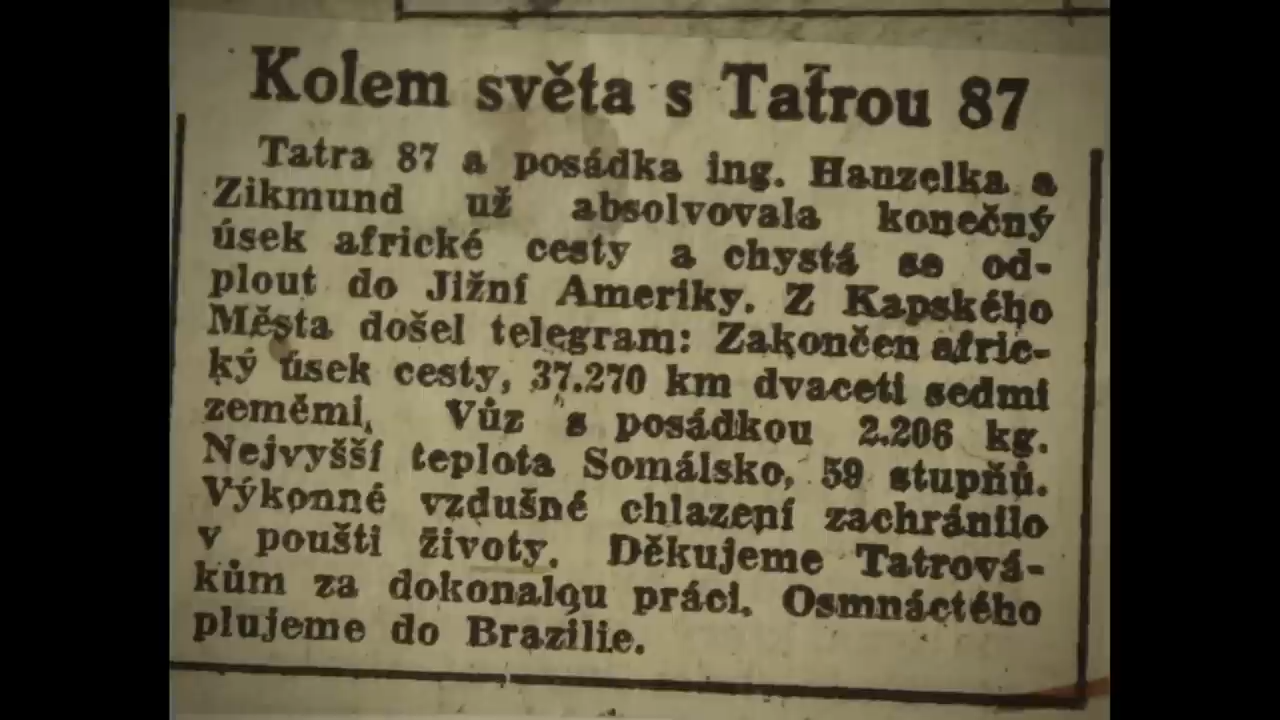 Kolem světa s Tatrou 87
Tatra 87 a posádka ing. Hanzelka a
Zikmund už absolvovala konečný
úsek africké cesty a chystá se od-
plout do Jižní Ameriky. Z Kapského
Města došel telegram: Zakončen afric-
ký úsek cesty, 37.270 km dvaceti sedmi
zeměmi. Vůz s posádkou 2.206 kg.
Nejvyšší teplota Somálsko, 59 stupňů.
Výkonné vzdušné chlazení zachránilo
v poušti životy. Děkujeme Tatrová-
kům za dokonalou práci. Osmnáctého
plujeme do Brazilie.